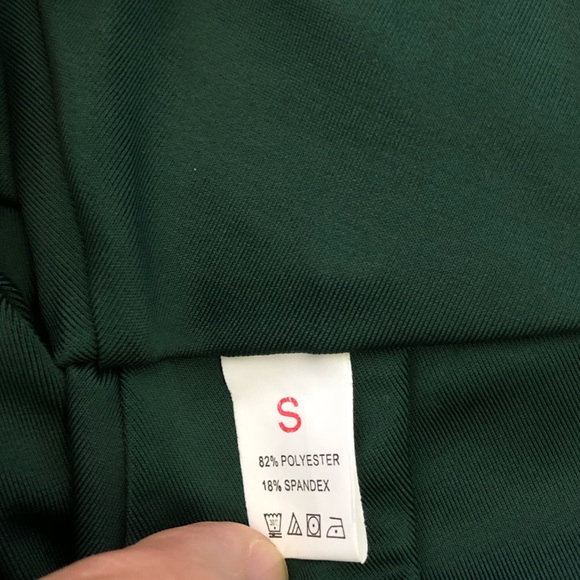 S
82% POLYESTER
18% SPANDEX